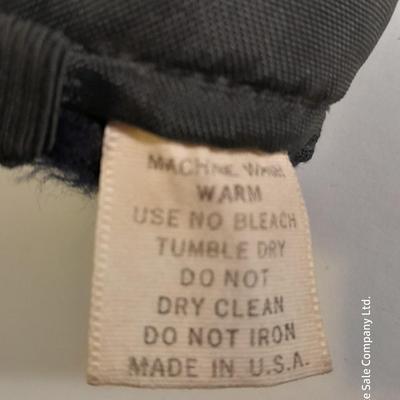 MACHINE WASH
WARM
USE NO BLEACH
TUMBLE DRY
DO NOT
DRY CLEAN
DO NOT IRON
MADE IN U.S.A.
Sale Company Ltd.